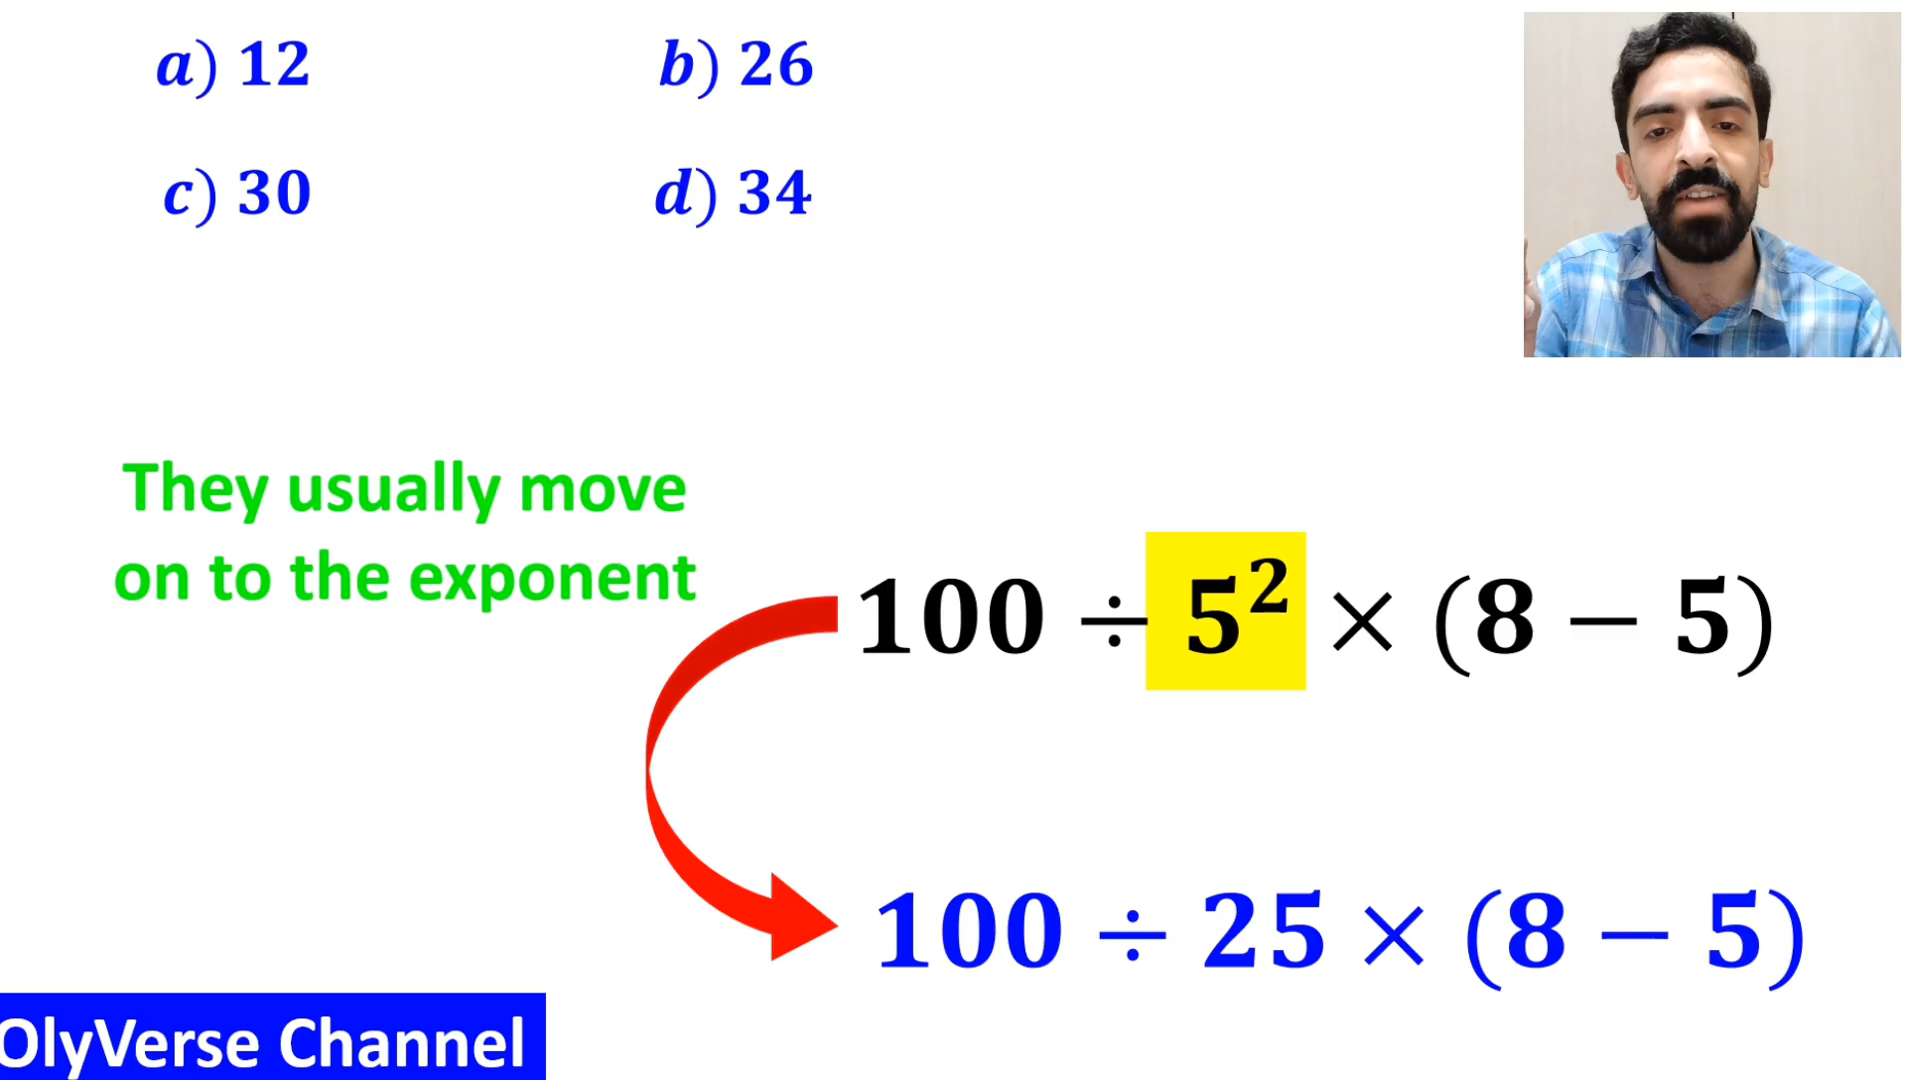 a) 12
b) 26
c) 30
d) 34
They usually move
on to the exponent
100 ÷ 5² × (8 − 5)
100 ÷ 25 × (8 − 5)
OlyVerse Channel